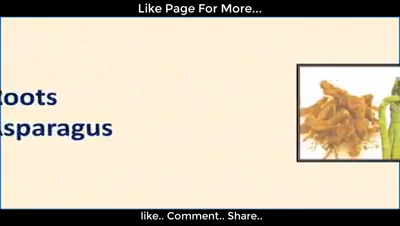 Like Page For More...
Roots
Asparagus
like.. Comment.. Share..